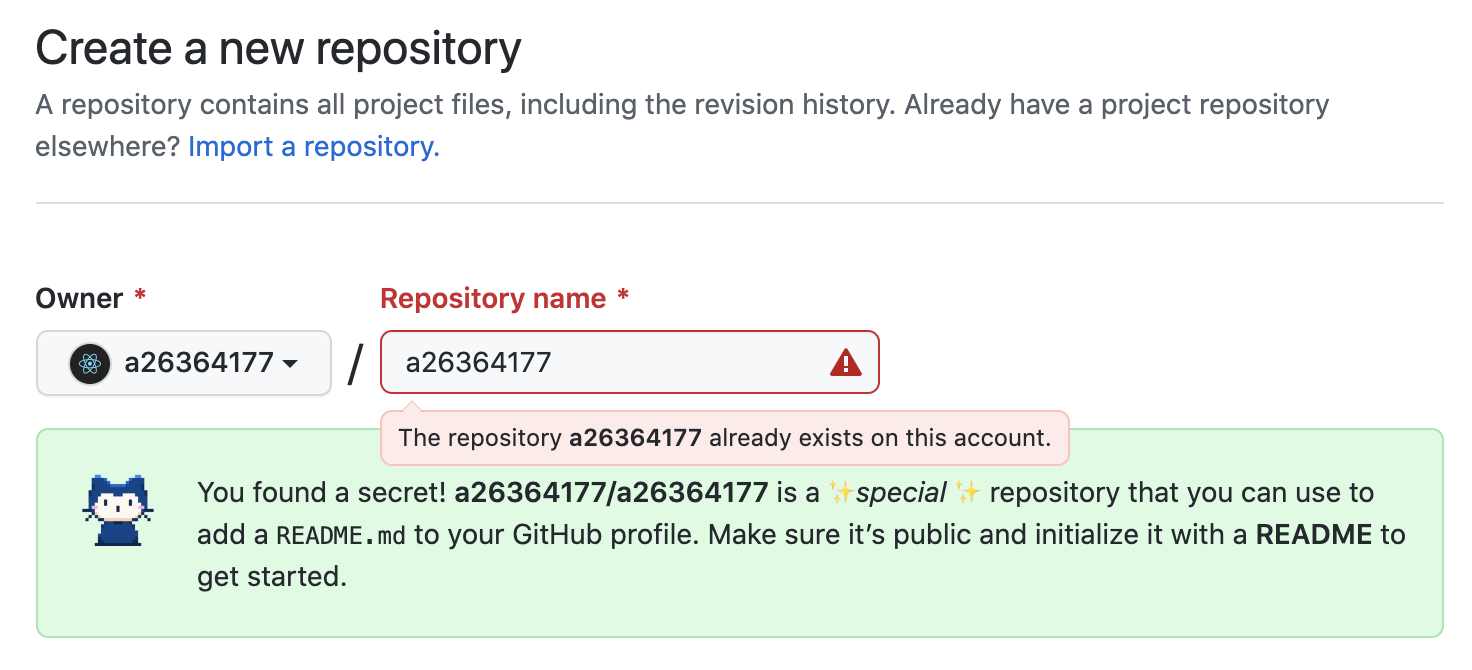 Create a new repository
A repository contains all project files, including the revision history. Already have a project repository
elsewhere? Import a repository.
Owner * Repository name *
a26364177 / a26364177
The repository a26364177 already exists on this account.
You found a secret! a26364177/a26364177 is a ✨special ✨ repository that you can use to
add a README.md to your GitHub profile. Make sure it’s public and initialize it with a README to
get started.